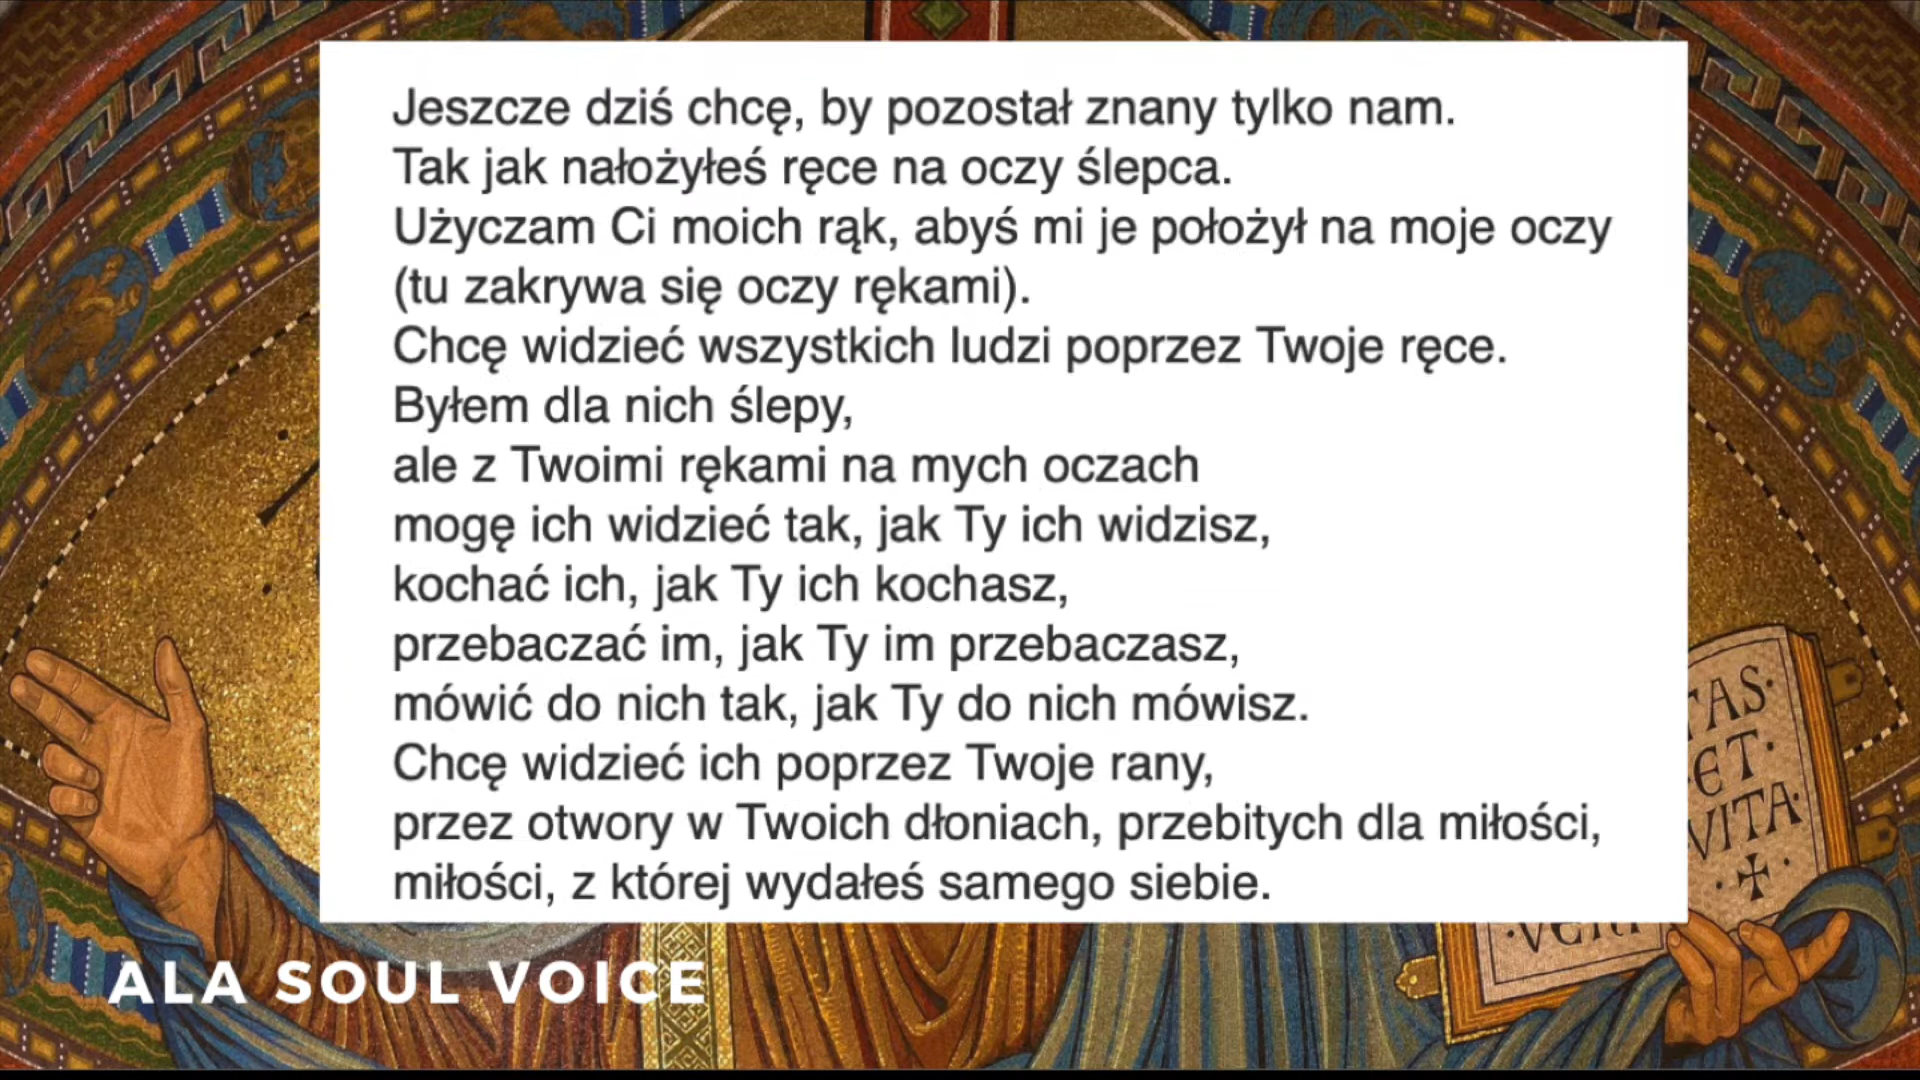 Jeszcze dziś chcę, by pozostał znany tylko nam.
Tak jak nałożyłeś ręce na oczy ślepca.
Użyczam Ci moich rąk, abyś mi je położył na moje oczy
(tu zakrywa się oczy rękami).
Chcę widzieć wszystkich ludzi poprzez Twoje ręce.
Byłem dla nich ślepy,
ale z Twoimi rękami na mych oczach
mogę ich widzieć tak, jak Ty ich widzisz,
kochać ich, jak Ty ich kochasz,
przebaczać im, jak Ty im przebaczasz,
mówić do nich tak, jak Ty do nich mówisz.
Chcę widzieć ich poprzez Twoje rany,
przez otwory w Twoich dłoniach, przebitych dla miłości,
miłości, z której wydałeś samego siebie.
TAS·
ET·
VITA·
ALA SOUL VOICE